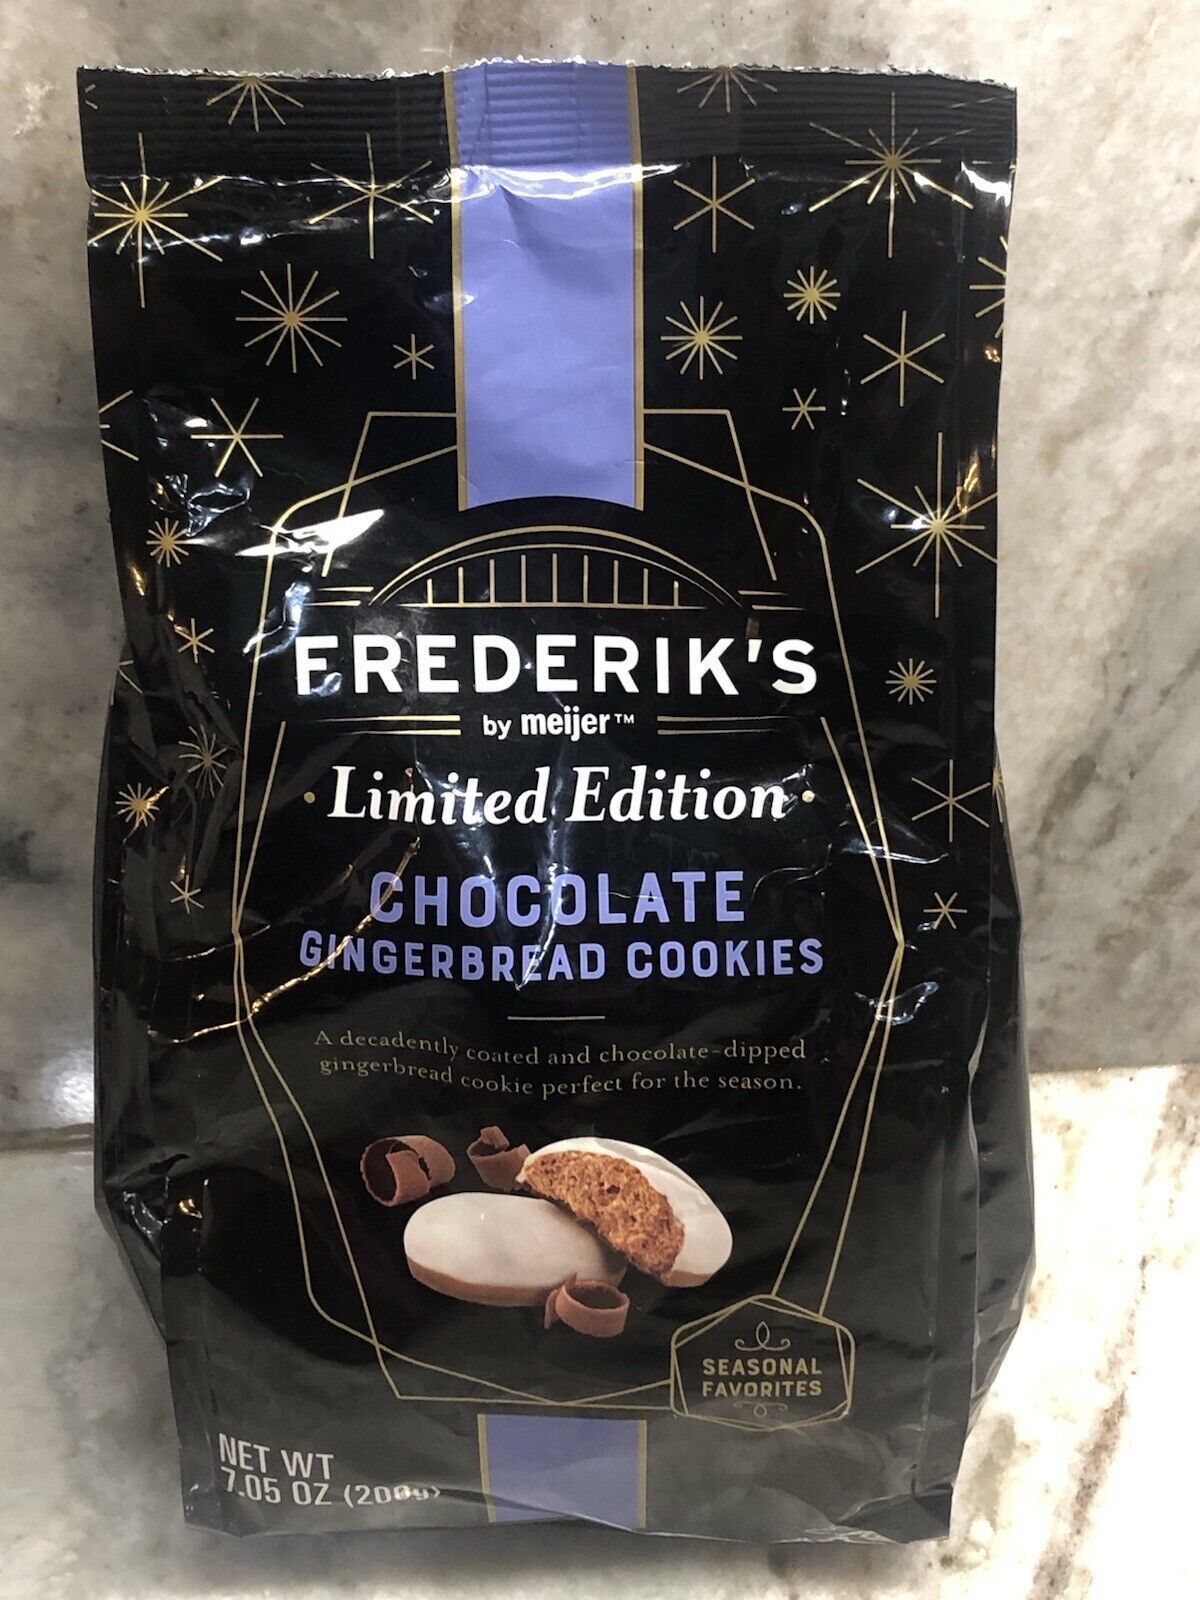 FREDERIK'S
by meijer™
• Limited Edition •
CHOCOLATE
GINGERBREAD COOKIES
A decadently coated and chocolate-dipped
gingerbread cookie perfect for the season.
SEASONAL
FAVORITES
NET WT
7.05 OZ (200g)